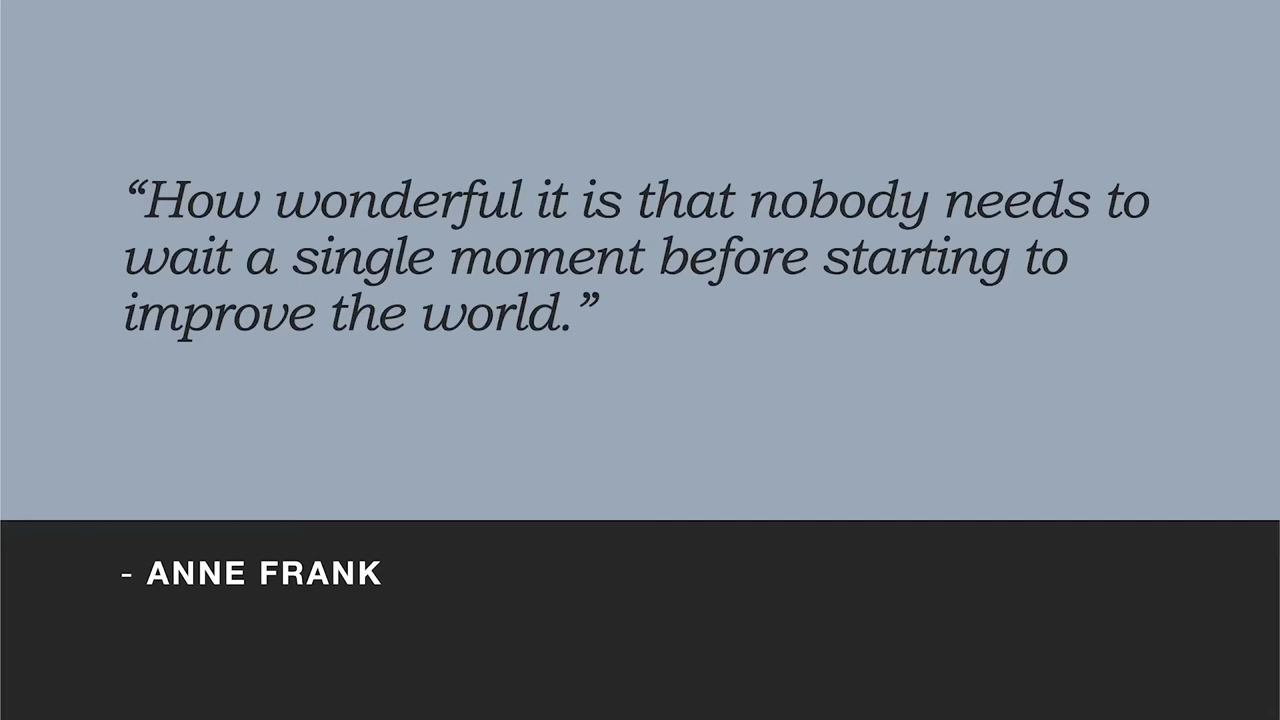 “How wonderful it is that nobody needs to
wait a single moment before starting to
improve the world.”
- ANNE FRANK